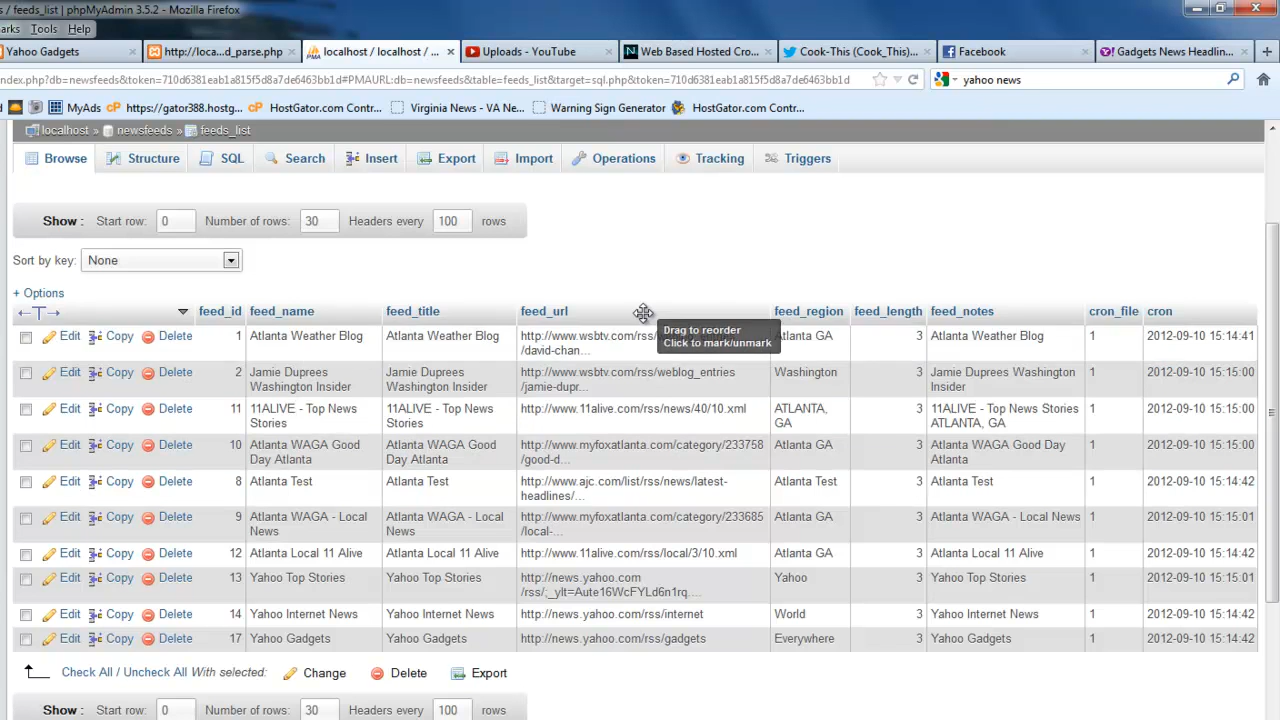 s / feeds_list | phpMyAdmin 3.5.2 - Mozilla Firefox
arks Tools Help
Yahoo Gadgets × http://loca...d_parse.php × localhost / localhost / ... × Uploads - YouTube × Web Based Hosted Cro... × Cook-This (Cook_This)... × Facebook × Gadgets News Headlin... × +
ndex.php?db=newsfeeds&token=710d6381eab1a815f5d8a7de6463bb1d#PMAURL:db=newsfeeds&table=feeds_list&target=sql.php&token=710d6381eab1a815f5d8a7de6463bb1d yahoo news
MyAds https://gator388.hostg... HostGator.com Contr... Virginia News - VA Ne... Warning Sign Generator HostGator.com Contr...
localhost » newsfeeds » feeds_list
Browse Structure SQL Search Insert Export Import Operations Tracking Triggers
Show : Start row: 0 Number of rows: 30 Headers every 100 rows
Sort by key: None
+ Options
←T→ feed_id feed_name feed_title feed_url feed_region feed_length feed_notes cron_file cron
Edit Copy Delete 1 Atlanta Weather Blog Atlanta Weather Blog http://www.wsbtv.com/rss/ Atlanta GA 3 Atlanta Weather Blog 1 2012-09-10 15:14:41
/david-chan...
Drag to reorder
Click to mark/unmark
Edit Copy Delete 2 Jamie Duprees Jamie Duprees http://www.wsbtv.com/rss/weblog_entries Washington 3 Jamie Duprees Washington 1 2012-09-10 15:15:00
Washington Insider Washington Insider /jamie-dupr... Insider
Edit Copy Delete 11 11ALIVE - Top News 11ALIVE - Top News http://www.11alive.com/rss/news/40/10.xml ATLANTA, 3 11ALIVE - Top News Stories 1 2012-09-10 15:15:00
Stories Stories GA ATLANTA, GA
Edit Copy Delete 10 Atlanta WAGA Good Atlanta WAGA Good http://www.myfoxatlanta.com/category/233758 Atlanta GA 3 Atlanta WAGA Good Day 1 2012-09-10 15:15:00
Day Atlanta Day Atlanta /good-d... Atlanta
Edit Copy Delete 8 Atlanta Test Atlanta Test http://www.ajc.com/list/rss/news/latest- Atlanta Test 3 Atlanta Test 1 2012-09-10 15:14:42
headlines/...
Edit Copy Delete 9 Atlanta WAGA - Local Atlanta WAGA - Local http://www.myfoxatlanta.com/category/233685 Atlanta GA 3 Atlanta WAGA - Local News 1 2012-09-10 15:15:01
News News /local-...
Edit Copy Delete 12 Atlanta Local 11 Alive Atlanta Local 11 Alive http://www.11alive.com/rss/local/3/10.xml Atlanta GA 3 Atlanta Local 11 Alive 1 2012-09-10 15:14:42
Edit Copy Delete 13 Yahoo Top Stories Yahoo Top Stories http://news.yahoo.com Yahoo 3 Yahoo Top Stories 1 2012-09-10 15:15:01
/rss/;_ylt=Aute16WcFYLd6n1rq....
Edit Copy Delete 14 Yahoo Internet News Yahoo Internet News http://news.yahoo.com/rss/internet World 3 Yahoo Internet News 1 2012-09-10 15:14:42
Edit Copy Delete 17 Yahoo Gadgets Yahoo Gadgets http://news.yahoo.com/rss/gadgets Everywhere 3 Yahoo Gadgets 1 2012-09-10 15:14:42
Check All / Uncheck All With selected: Change Delete Export
Show : Start row: 0 Number of rows: 30 Headers every 100 rows